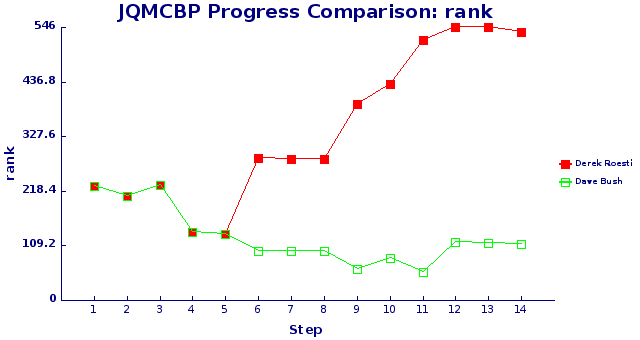 JQMCBP Progress Comparison: rank
546
436.8
327.6
218.4
109.2
0
rank
1 2 3 4 5 6 7 8 9 10 11 12 13 14
Step
Derek Roesti
Dave Bush